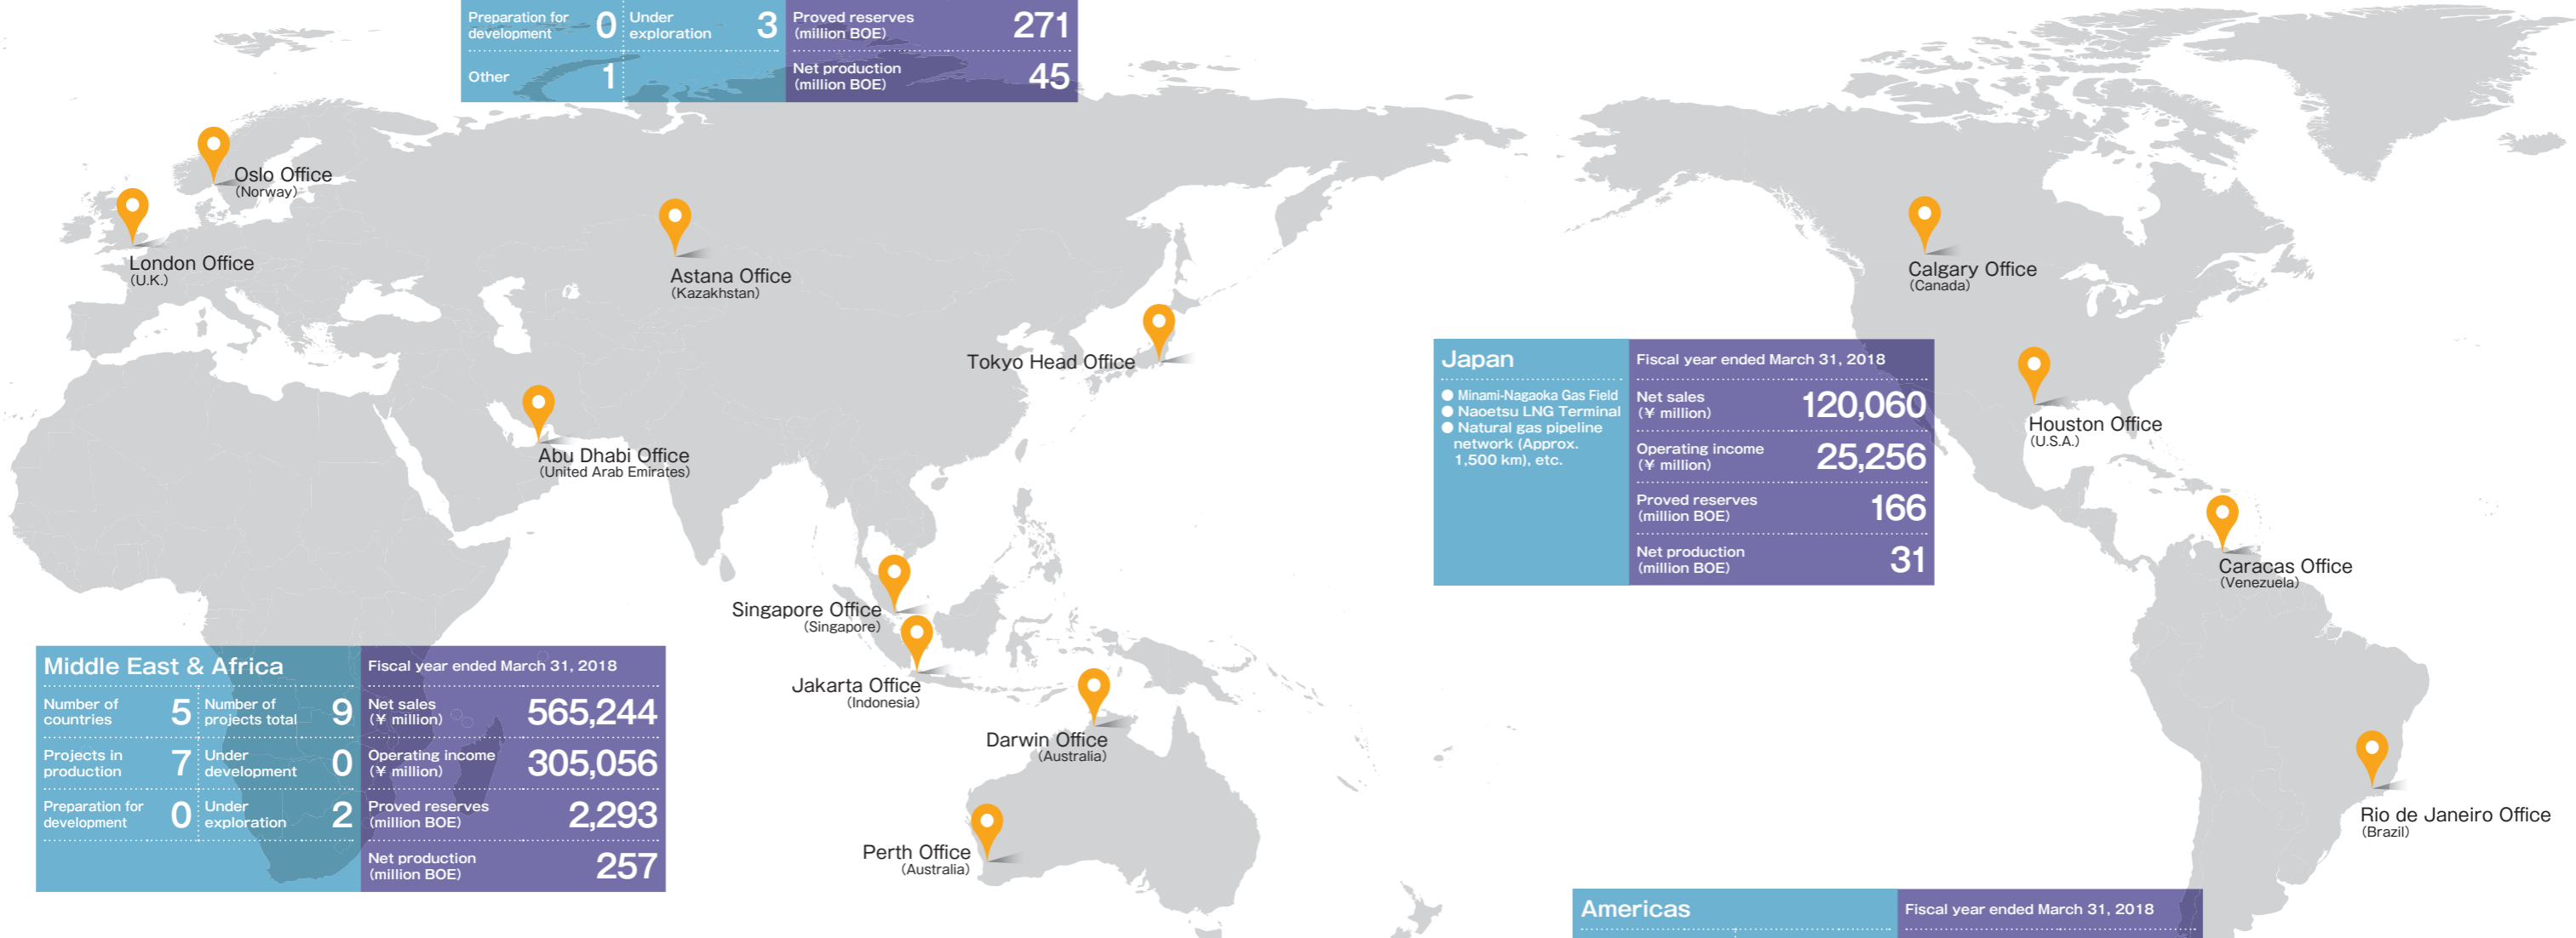 Preparation for
development 0
Under
exploration 3
Proved reserves
(million BOE) 271
Other 1
Net production
(million BOE) 45
Oslo Office
(Norway)
London Office
(U.K.)
Astana Office
(Kazakhstan)
Tokyo Head Office
Abu Dhabi Office
(United Arab Emirates)
Calgary Office
(Canada)
Houston Office
(U.S.A.)
Caracas Office
(Venezuela)
Japan
● Minami-Nagaoka Gas Field
● Naoetsu LNG Terminal
● Natural gas pipeline
network (Approx.
1,500 km), etc.
Fiscal year ended March 31, 2018
Net sales
(¥ million) 120,060
Operating income
(¥ million) 25,256
Proved reserves
(million BOE) 166
Net production
(million BOE) 31
Singapore Office
(Singapore)
Jakarta Office
(Indonesia)
Darwin Office
(Australia)
Perth Office
(Australia)
Rio de Janeiro Office
(Brazil)
Middle East & Africa
Fiscal year ended March 31, 2018
Number of
countries 5
Number of
projects total 9
Net sales
(¥ million) 565,244
Projects in
production 7
Under
development 0
Operating income
(¥ million) 305,056
Preparation for
development 0
Under
exploration 2
Proved reserves
(million BOE) 2,293
Net production
(million BOE) 257
Americas
Fiscal year ended March 31, 2018